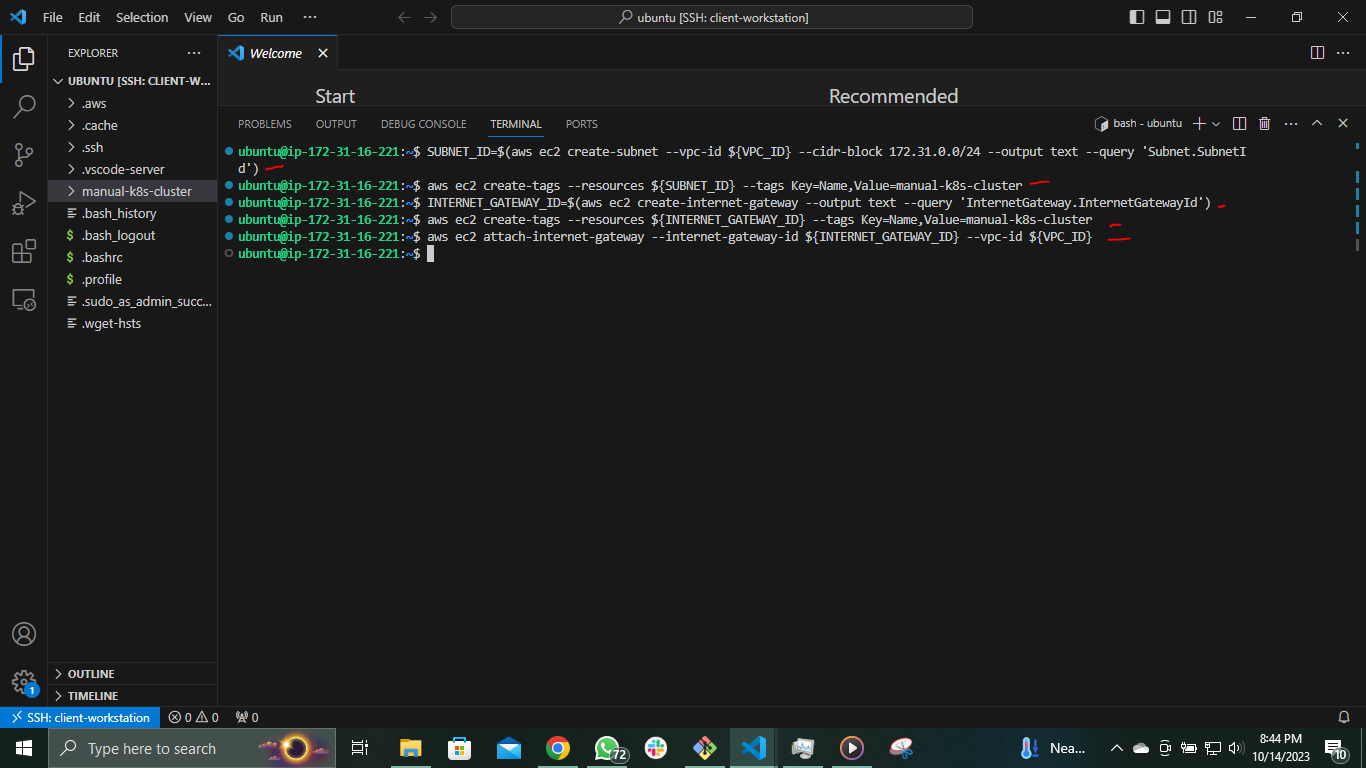 File Edit Selection View Go Run ···
ubuntu [SSH: client-workstation]
EXPLORER ···
UBUNTU [SSH: CLIENT-W...
.aws
.cache
.ssh
.vscode-server
manual-k8s-cluster
.bash_history
$ .bash_logout
$ .bashrc
$ .profile
.sudo_as_admin_succ...
.wget-hsts
OUTLINE
TIMELINE
Welcome
Start
Recommended
PROBLEMS OUTPUT DEBUG CONSOLE TERMINAL PORTS
bash - ubuntu
ubuntu@ip-172-31-16-221:~$ SUBNET_ID=$(aws ec2 create-subnet --vpc-id ${VPC_ID} --cidr-block 172.31.0.0/24 --output text --query 'Subnet.SubnetI
d')
ubuntu@ip-172-31-16-221:~$ aws ec2 create-tags --resources ${SUBNET_ID} --tags Key=Name,Value=manual-k8s-cluster
ubuntu@ip-172-31-16-221:~$ INTERNET_GATEWAY_ID=$(aws ec2 create-internet-gateway --output text --query 'InternetGateway.InternetGatewayId')
ubuntu@ip-172-31-16-221:~$ aws ec2 create-tags --resources ${INTERNET_GATEWAY_ID} --tags Key=Name,Value=manual-k8s-cluster
ubuntu@ip-172-31-16-221:~$ aws ec2 attach-internet-gateway --internet-gateway-id ${INTERNET_GATEWAY_ID} --vpc-id ${VPC_ID}
ubuntu@ip-172-31-16-221:~$
1
SSH: client-workstation 0 0 0
Type here to search
72
Nea...
8:44 PM
10/14/2023
10